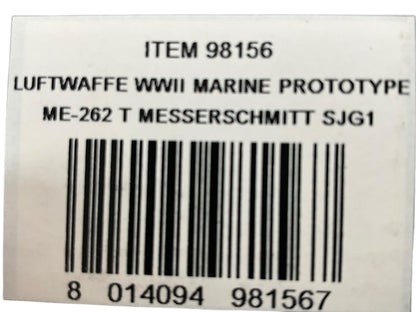 ITEM 98156
LUFTWAFFE WWII MARINE PROTOTYPE
ME-262 T MESSERSCHMITT SJG1
8 014094 981567